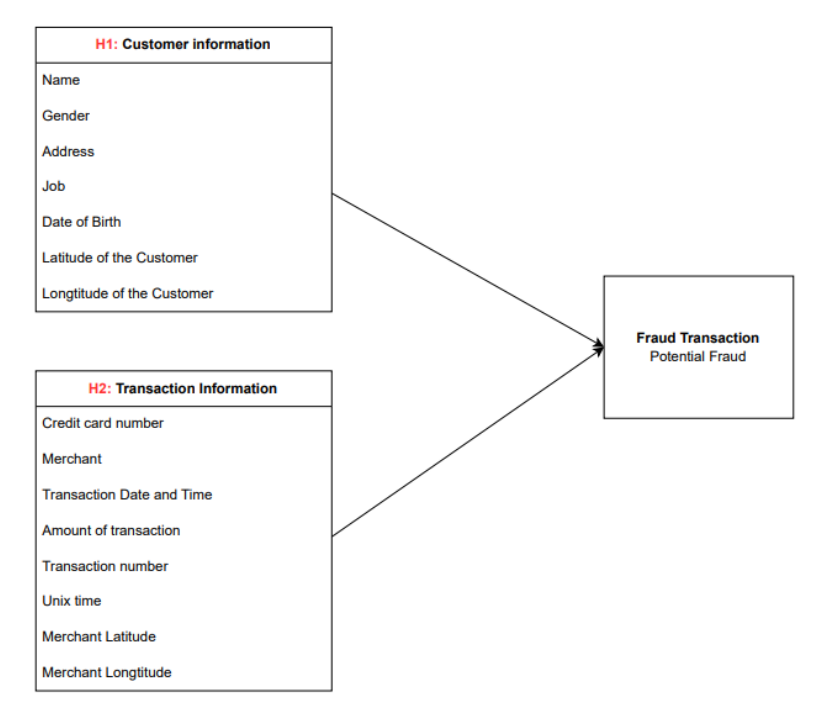 H1: Customer information
Name
Gender
Address
Job
Date of Birth
Latitude of the Customer
Longtitude of the Customer
Fraud Transaction
Potential Fraud
H2: Transaction Information
Credit card number
Merchant
Transaction Date and Time
Amount of transaction
Transaction number
Unix time
Merchant Latitude
Merchant Longtitude